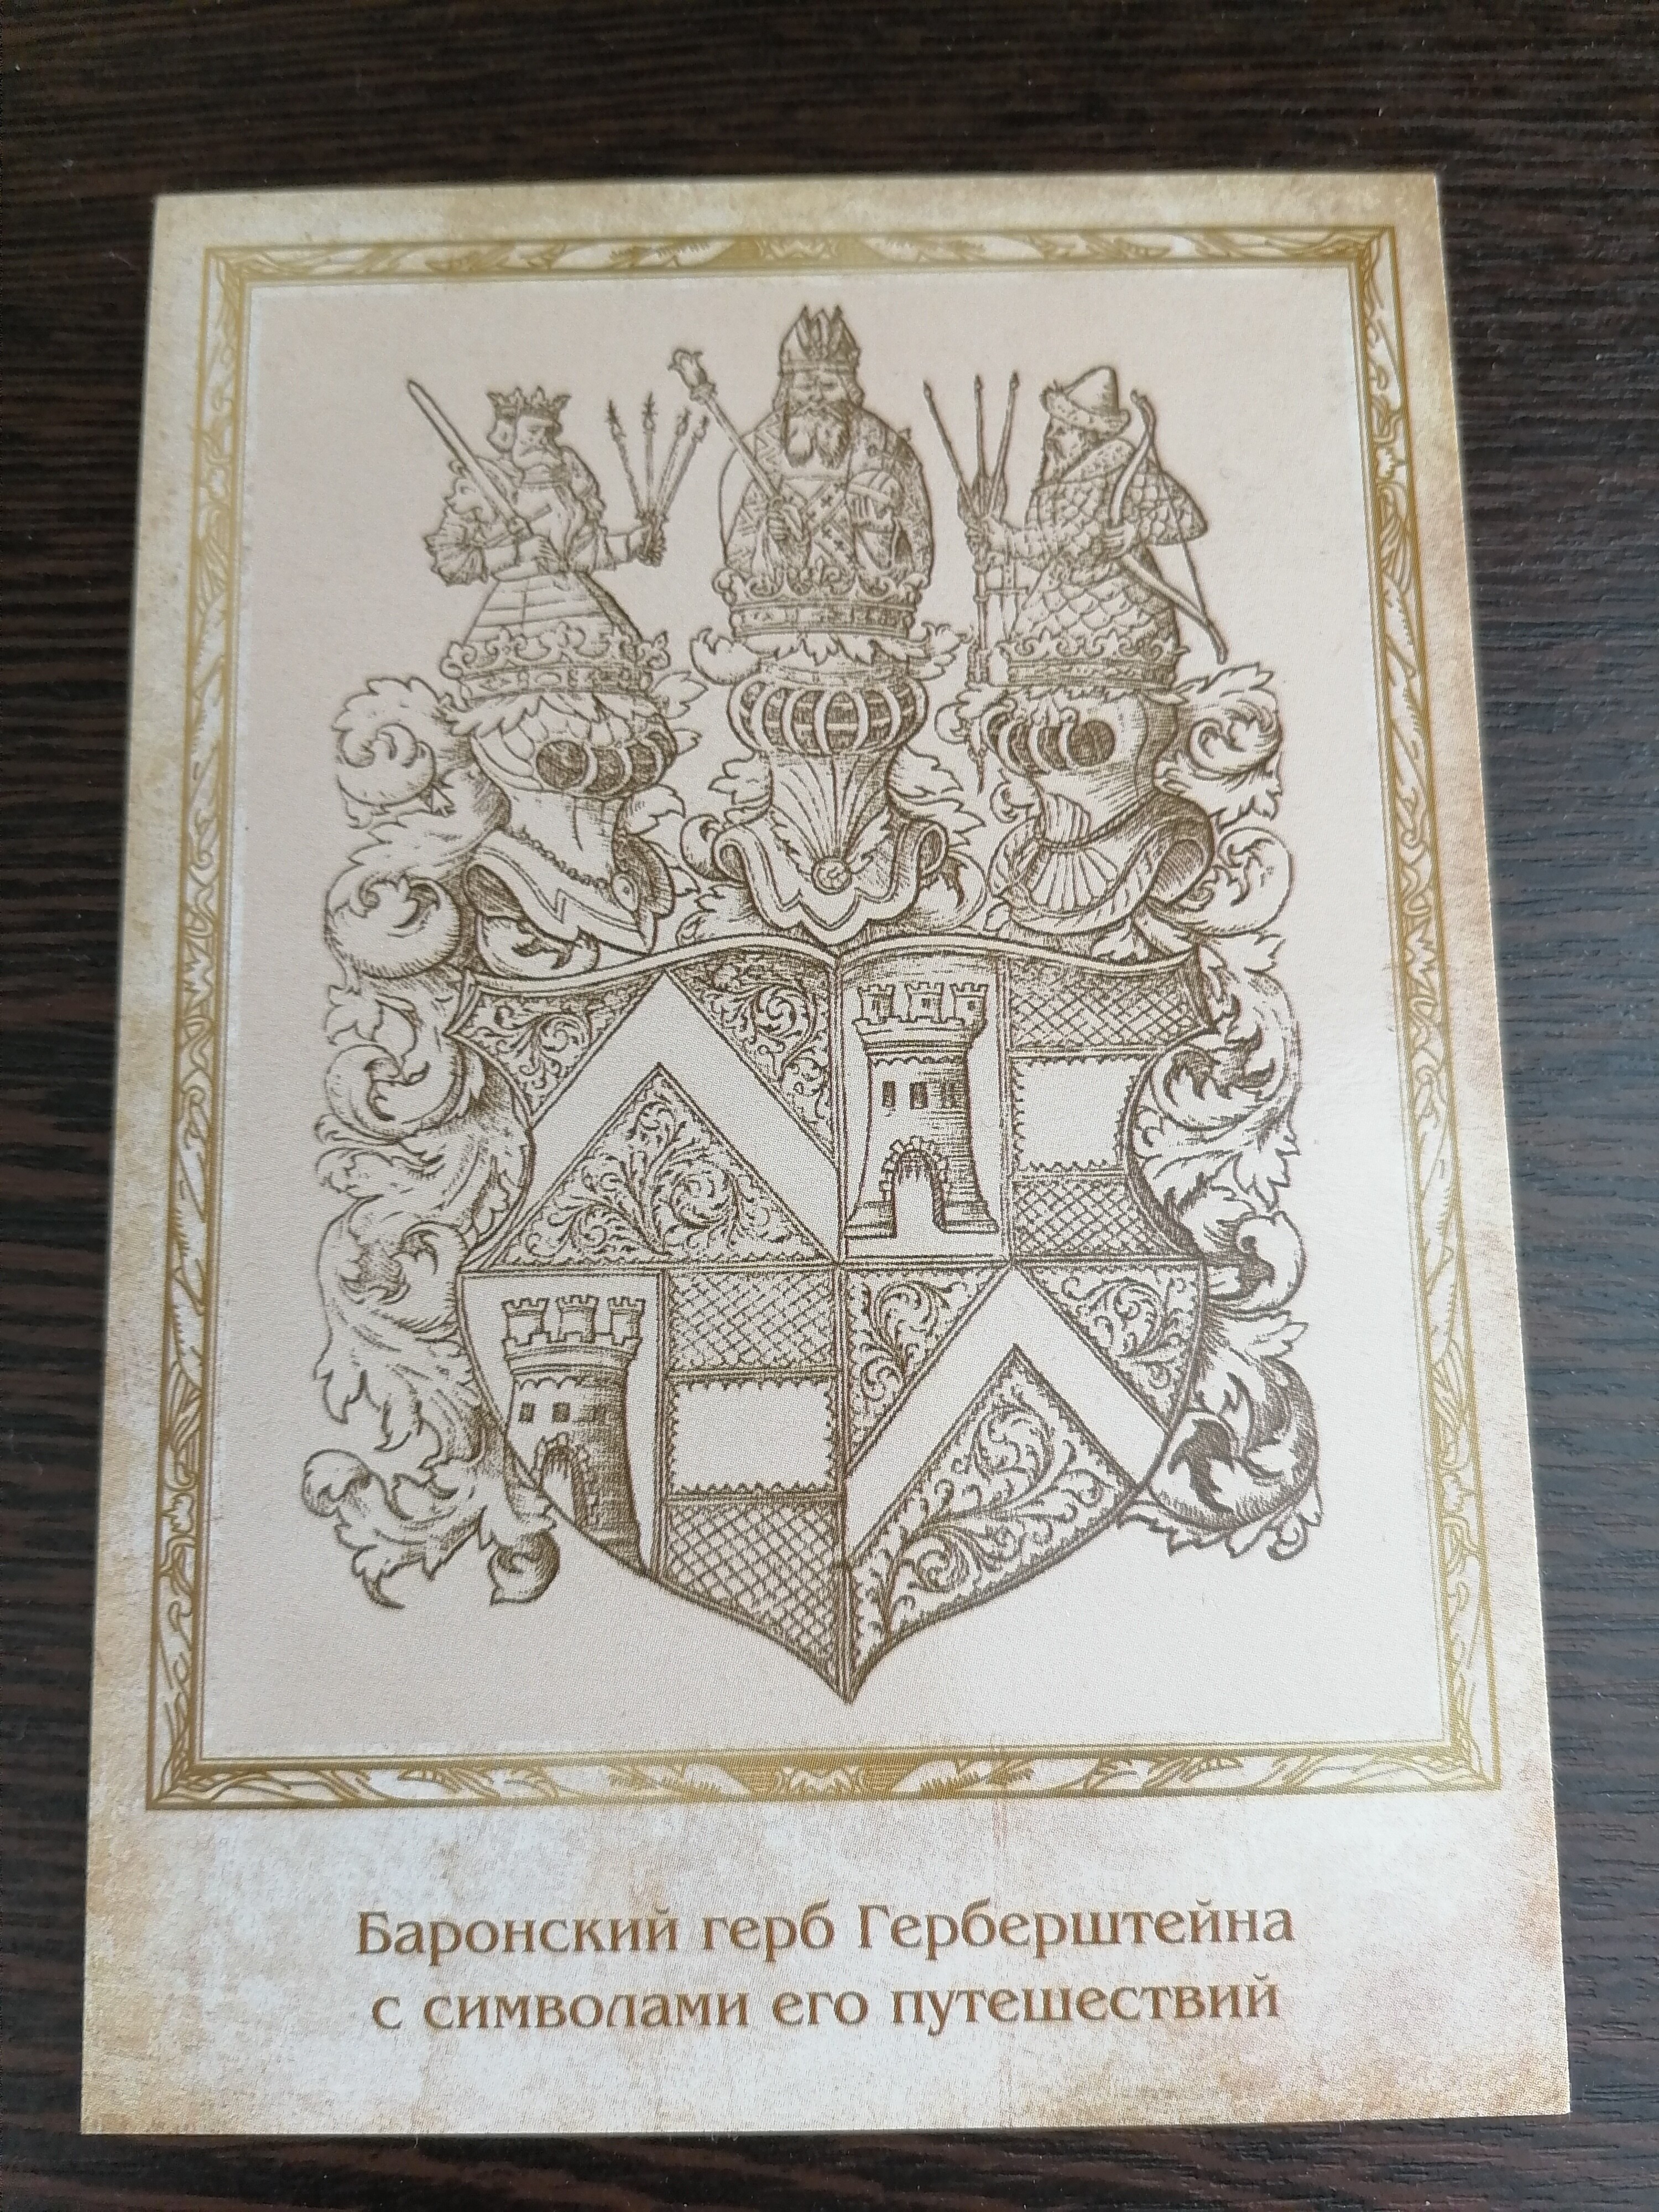 Баронский герб Герберштейна
с символами его путешествий